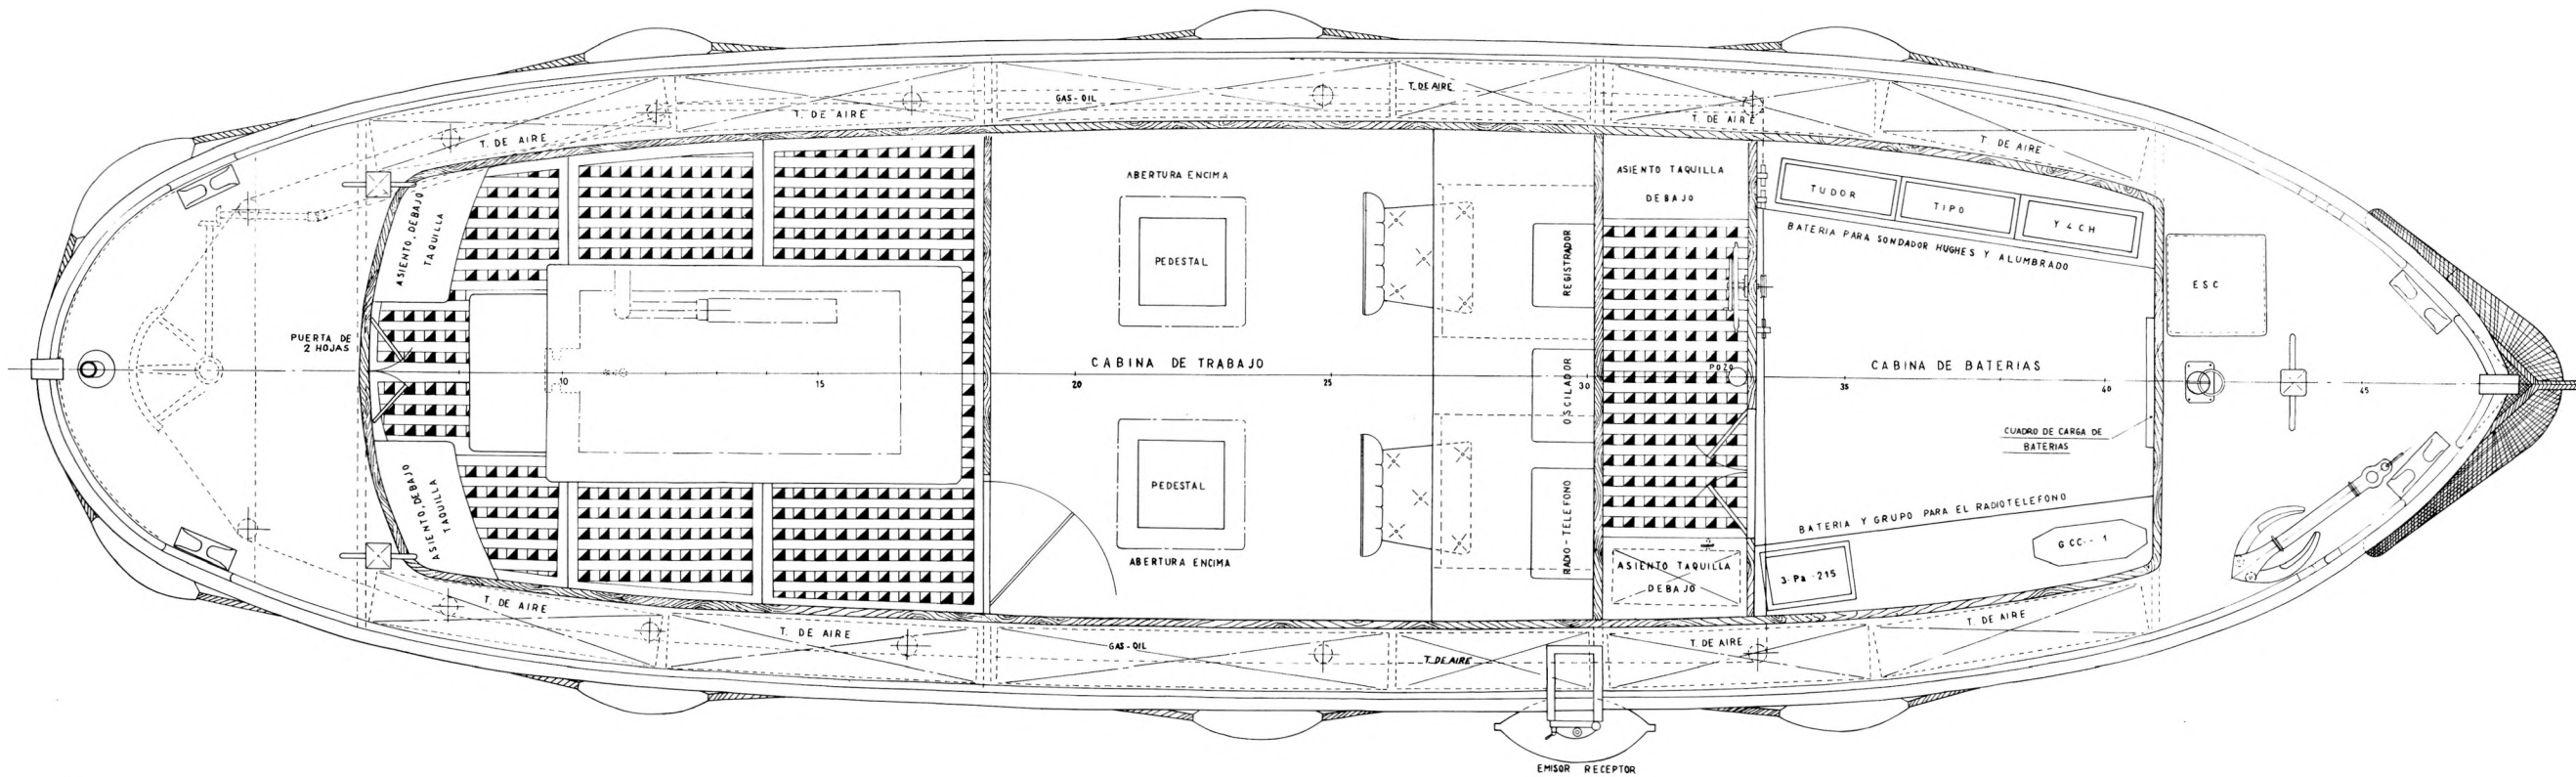 T. DE AIRE
T. DE AIRE
GAS-OIL
T. DE AIRE
T. DE AIRE
T. DE AIRE
ASIENTO, DEBAJO
TAQUILLA
ABERTURA ENCIMA
PEDESTAL
REGISTRADOR
ASIENTO TAQUILLA
DEBAJO
TUDOR
TIPO
Y 4 CH
BATERIA PARA SONDADOR HUGHES Y ALUMBRADO
ESC
PUERTA DE
2 HOJAS
CABINA DE TRABAJO
OSCILADOR
POZO
CABINA DE BATERIAS
10
15
20
25
30
35
40
45
CUADRO DE CARGA DE
BATERIAS
ASIENTO, DEBAJO
TAQUILLA
PEDESTAL
ABERTURA ENCIMA
RADIO-TELEFONO
ASIENTO TAQUILLA
DEBAJO
BATERIA Y GRUPO PARA EL RADIOTELEFONO
3-Pa-215
G CC-- 1
T. DE AIRE
T. DE AIRE
GAS-OIL
T. DE AIRE
T. DE AIRE
T. DE AIRE
EMISOR RECEPTOR